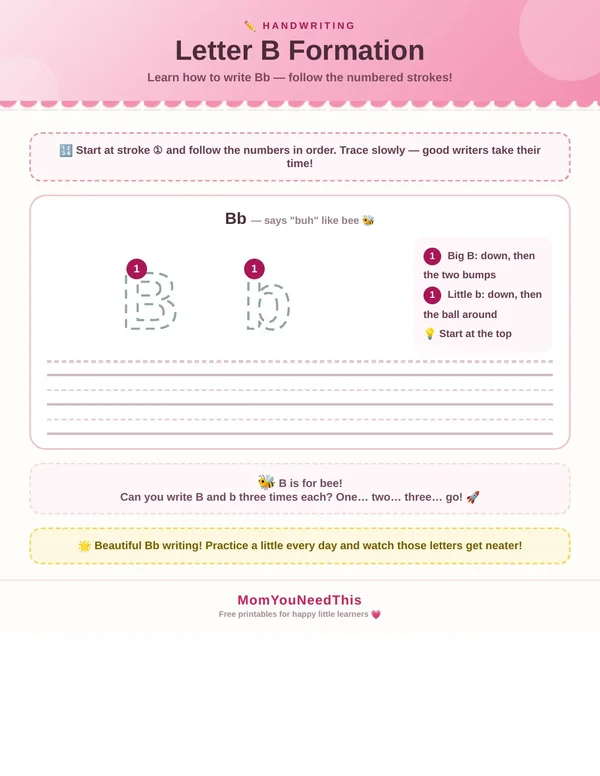 ✏️ HANDWRITING
Letter B Formation
Learn how to write Bb — follow the numbered strokes!
🔢 Start at stroke ① and follow the numbers in order. Trace slowly — good writers take their
time!
Bb — says "buh" like bee 🐝
1 B 1 b
1 Big B: down, then
the two bumps
1 Little b: down, then
the ball around
💡 Start at the top
🐝 B is for bee!
Can you write B and b three times each? One… two… three… go! 🚀
🌟 Beautiful Bb writing! Practice a little every day and watch those letters get neater!
MomYouNeedThis
Free printables for happy little learners 💗